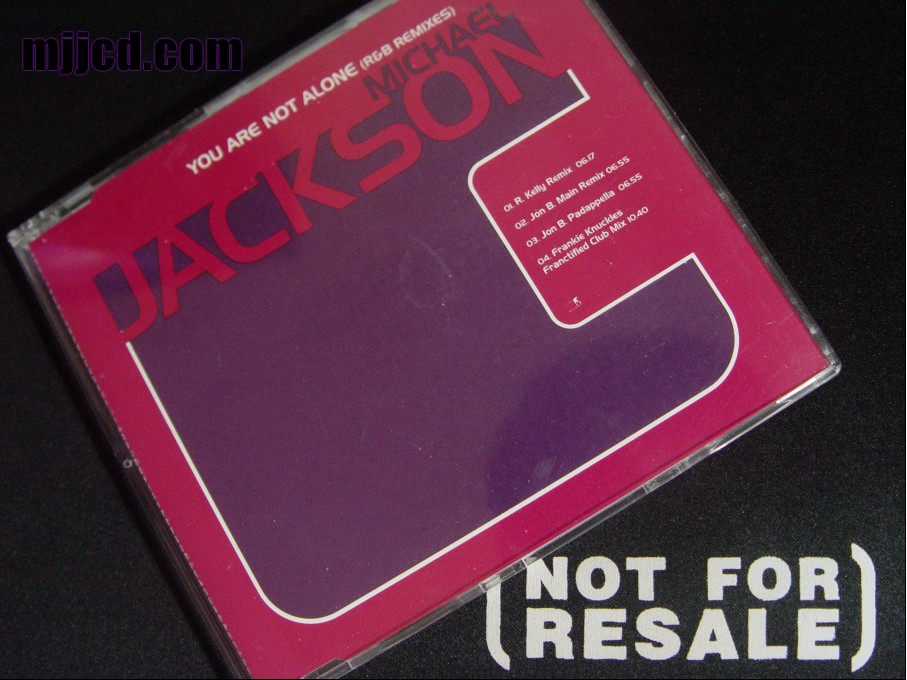 mjjcd.com
YOU ARE NOT ALONE (R&B REMIXES)
MICHAEL
JACKSON
01. R. Kelly Remix 06.17
02. Jon B. Main Remix 06.55
03. Jon B. Padappella 06.55
04. Frankie Knuckles
Franctified Club Mix 10.40
(NOT FOR
RESALE)